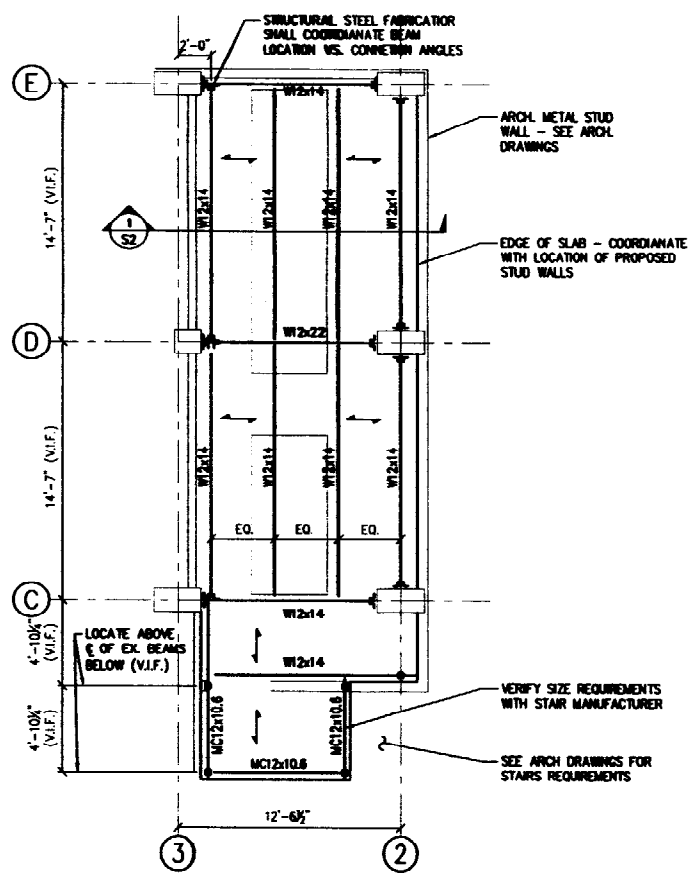 STRUCTURAL STEEL FABRICATIOR
SHALL COORDIANATE BEAM
LOCATION W/S. CONNETION ANGLES
2'-0"
E
W12x14
ARCH. METAL STUD
WALL - SEE ARCH.
DRAWINGS
14'-7" (V.I.F.)
W12x14
W12x14
W12x14
W12x14
1
S2
EDGE OF SLAB - COORDIANATE
WITH LOCATION OF PROPOSED
STUD WALLS
D
W12x22
14'-7" (V.I.F.)
W12x14
W12x14
W12x14
W12x14
EQ.
EQ.
EQ.
C
W12x14
4'-10¼" (V.I.F.)
LOCATE ABOVE
℄ OF EX. BEAMS
BELOW (V.I.F.)
W12x14
4'-10¼" (V.I.F.)
MC12x10.6
MC12x10.6
MC12x10.6
VERIFY SIZE REQUIREMENTS
WITH STAIR MANUFACTURER
SEE ARCH DRAWINGS FOR
STAIRS REQUIREMENTS
12'-6½"
3
2